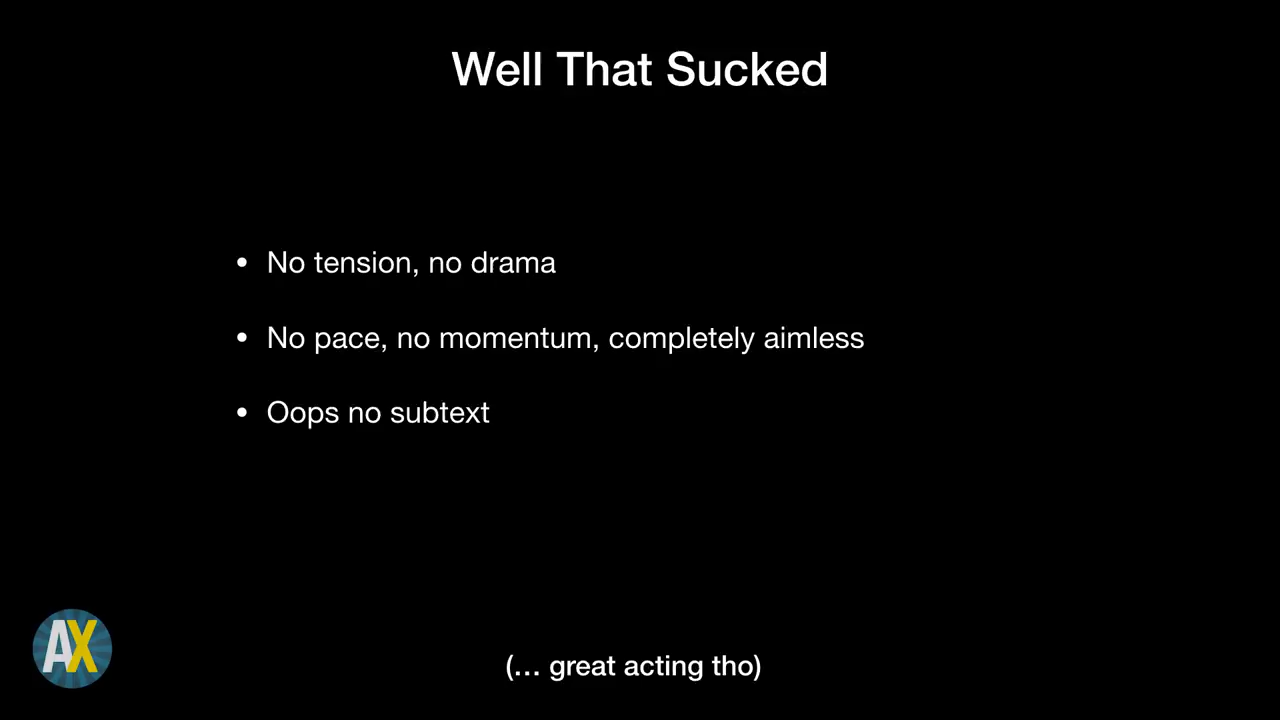 Well That Sucked
• No tension, no drama
• No pace, no momentum, completely aimless
• Oops no subtext
AX
(... great acting tho)